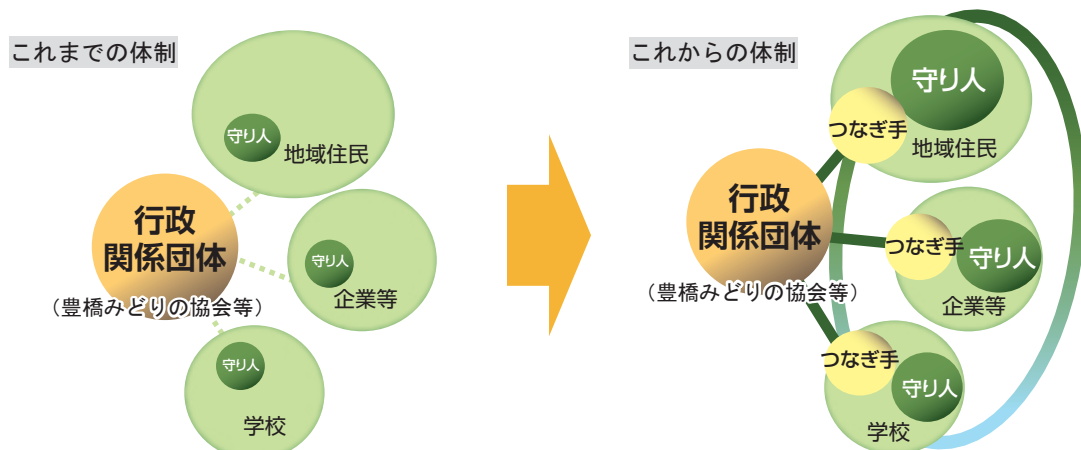 これまでの体制
守り人
地域住民
行政
関係団体
(豊橋みどりの協会等)
守り人
企業等
守り人
学校
これからの体制
守り人
つなぎ手
地域住民
行政
関係団体
(豊橋みどりの協会等)
つなぎ手
守り人
企業等
つなぎ手
守り人
学校